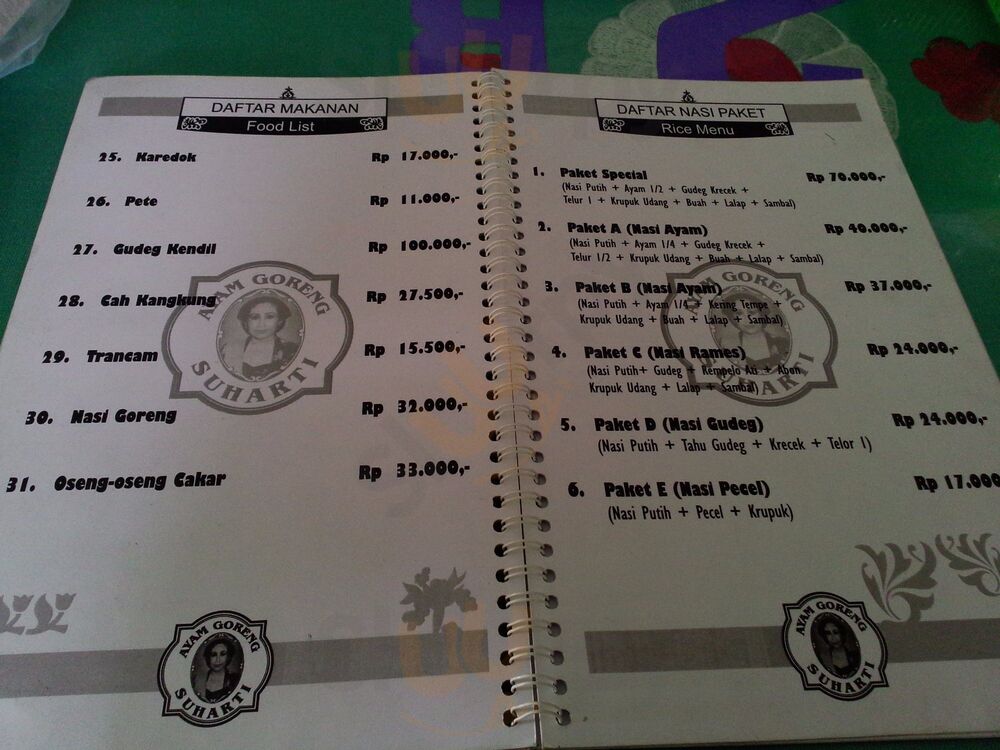 DAFTAR MAKANAN
Food List
25. Karedok Rp 17.000,-
26. Pete Rp 11.000,-
27. Gudeg Kendil Rp 100.000,-
28. Cah Kangkung Rp 27.500,-
29. Trancam Rp 15.500,-
30. Nasi Goreng Rp 32.000,-
31. Oseng-oseng Cakar Rp 33.000,-
AYAM GORENG
SUHARTI
AYAM GORENG
SUHARTI
DAFTAR NASI PAKET
Rice Menu
1. Paket Special Rp 70.000,-
(Nasi Putih + Ayam 1/2 + Gudeg Krecek +
Telur 1 + Krupuk Udang + Buah + Lalap + Sambal)
2. Paket A (Nasi Ayam) Rp 40.000,-
(Nasi Putih + Ayam 1/4 + Gudeg Krecek +
Telur 1/2 + Krupuk Udang + Buah + Lalap + Sambal)
3. Paket B (Nasi Ayam) Rp 37.000,-
(Nasi Putih + Ayam 1/4 + Kering Tempe +
Krupuk Udang + Buah + Lalap + Sambal)
4. Paket C (Nasi Rames) Rp 24.000,-
(Nasi Putih+ Gudeg + Kempelo Ati + Abon
Krupuk Udang + Lalap + Sambal)
5. Paket D (Nasi Gudeg) Rp 24.000,-
(Nasi Putih + Tahu Gudeg + Krecek + Telor 1)
6. Paket E (Nasi Pecel) Rp 17.000
(Nasi Putih + Pecel + Krupuk)
AYAM GORENG
SUHARTI
AYAM GORENG
SUHARTI